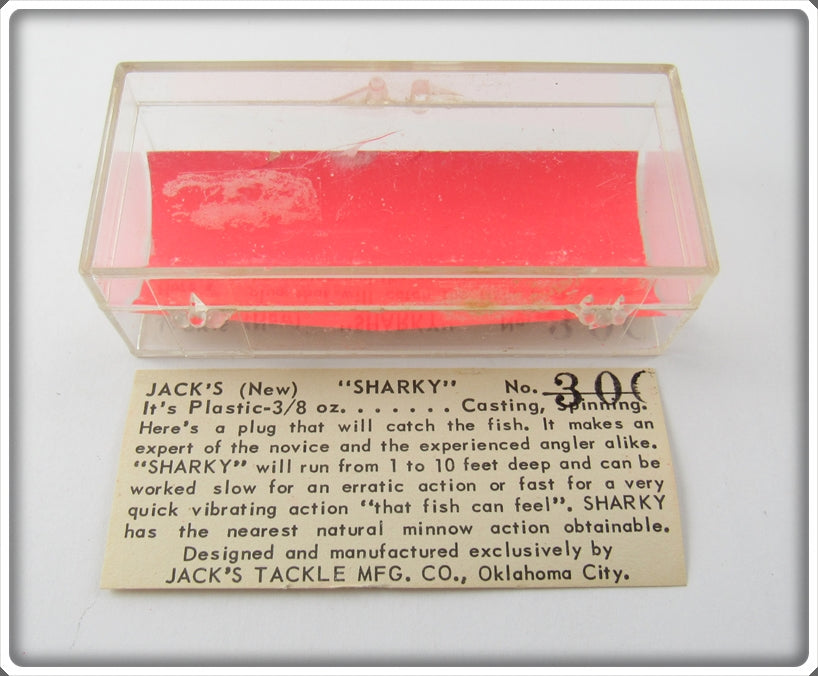 JACK'S (New) "SHARKY" No. 300
It's Plastic-3/8 oz. . . . . . . . Casting, Spinning.
Here's a plug that will catch the fish. It makes an
expert of the novice and the experienced angler alike.
"SHARKY" will run from 1 to 10 feet deep and can be
worked slow for an erratic action or fast for a very
quick vibrating action "that fish can feel". SHARKY
has the nearest natural minnow action obtainable.
Designed and manufactured exclusively by
JACK'S TACKLE MFG. CO., Oklahoma City.